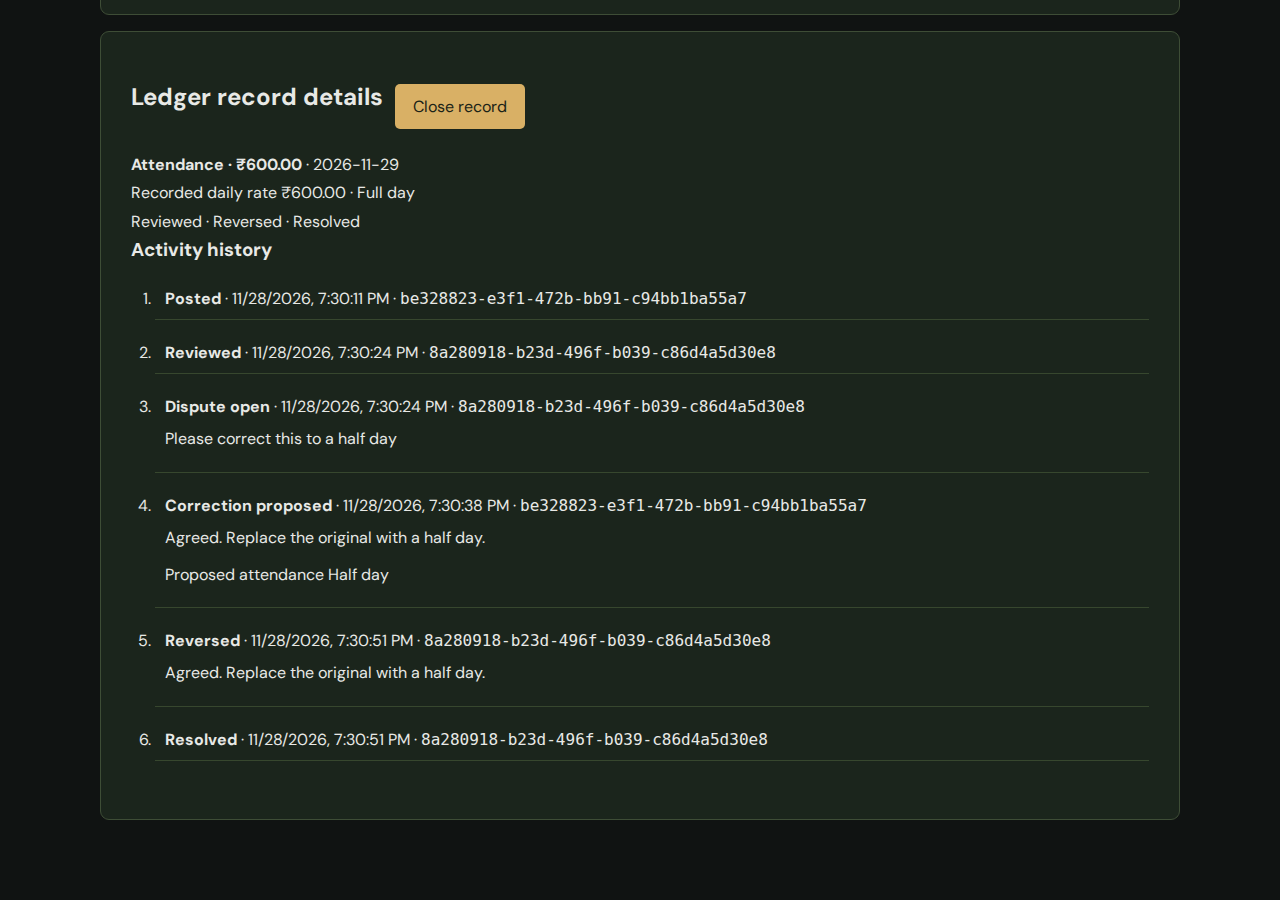 Ledger record details
Close record
Attendance · ₹600.00 · 2026-11-29
Recorded daily rate ₹600.00 · Full day
Reviewed · Reversed · Resolved
Activity history
1. Posted · 11/28/2026, 7:30:11 PM · be328823-e3f1-472b-bb91-c94bb1ba55a7
2. Reviewed · 11/28/2026, 7:30:24 PM · 8a280918-b23d-496f-b039-c86d4a5d30e8
3. Dispute open · 11/28/2026, 7:30:24 PM · 8a280918-b23d-496f-b039-c86d4a5d30e8
Please correct this to a half day
4. Correction proposed · 11/28/2026, 7:30:38 PM · be328823-e3f1-472b-bb91-c94bb1ba55a7
Agreed. Replace the original with a half day.
Proposed attendance Half day
5. Reversed · 11/28/2026, 7:30:51 PM · 8a280918-b23d-496f-b039-c86d4a5d30e8
Agreed. Replace the original with a half day.
6. Resolved · 11/28/2026, 7:30:51 PM · 8a280918-b23d-496f-b039-c86d4a5d30e8